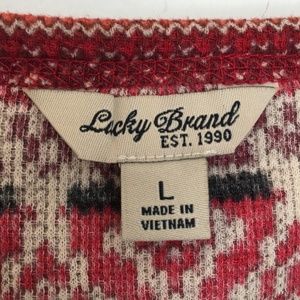 Lucky Brand
EST. 1990
L
MADE IN
VIETNAM